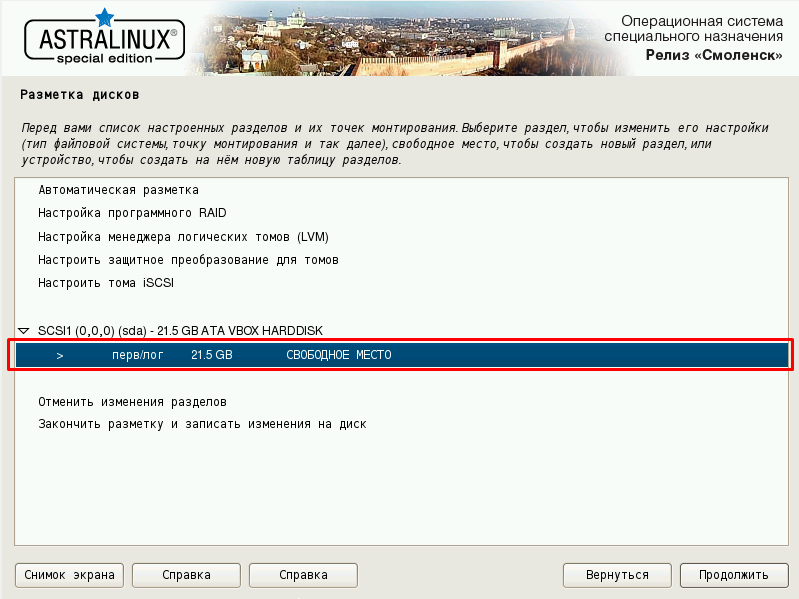 ASTRALINUX®
special edition
Операционная система
специального назначения
Релиз «Смоленск»
Разметка дисков
Перед вами список настроенных разделов и их точек монтирования. Выберите раздел, чтобы изменить его настройки
(тип файловой системы, точку монтирования и так далее), свободное место, чтобы создать новый раздел, или
устройство, чтобы создать на нём новую таблицу разделов.
Автоматическая разметка
Настройка программного RAID
Настройка менеджера логических томов (LVM)
Настроить защитное преобразование для томов
Настроить тома iSCSI
SCSI1 (0,0,0) (sda) - 21.5 GB ATA VBOX HARDDISK
> перв/лог 21.5 GB СВОБОДНОЕ МЕСТО
Отменить изменения разделов
Закончить разметку и записать изменения на диск
Снимок экрана Справка Справка Вернуться Продолжить